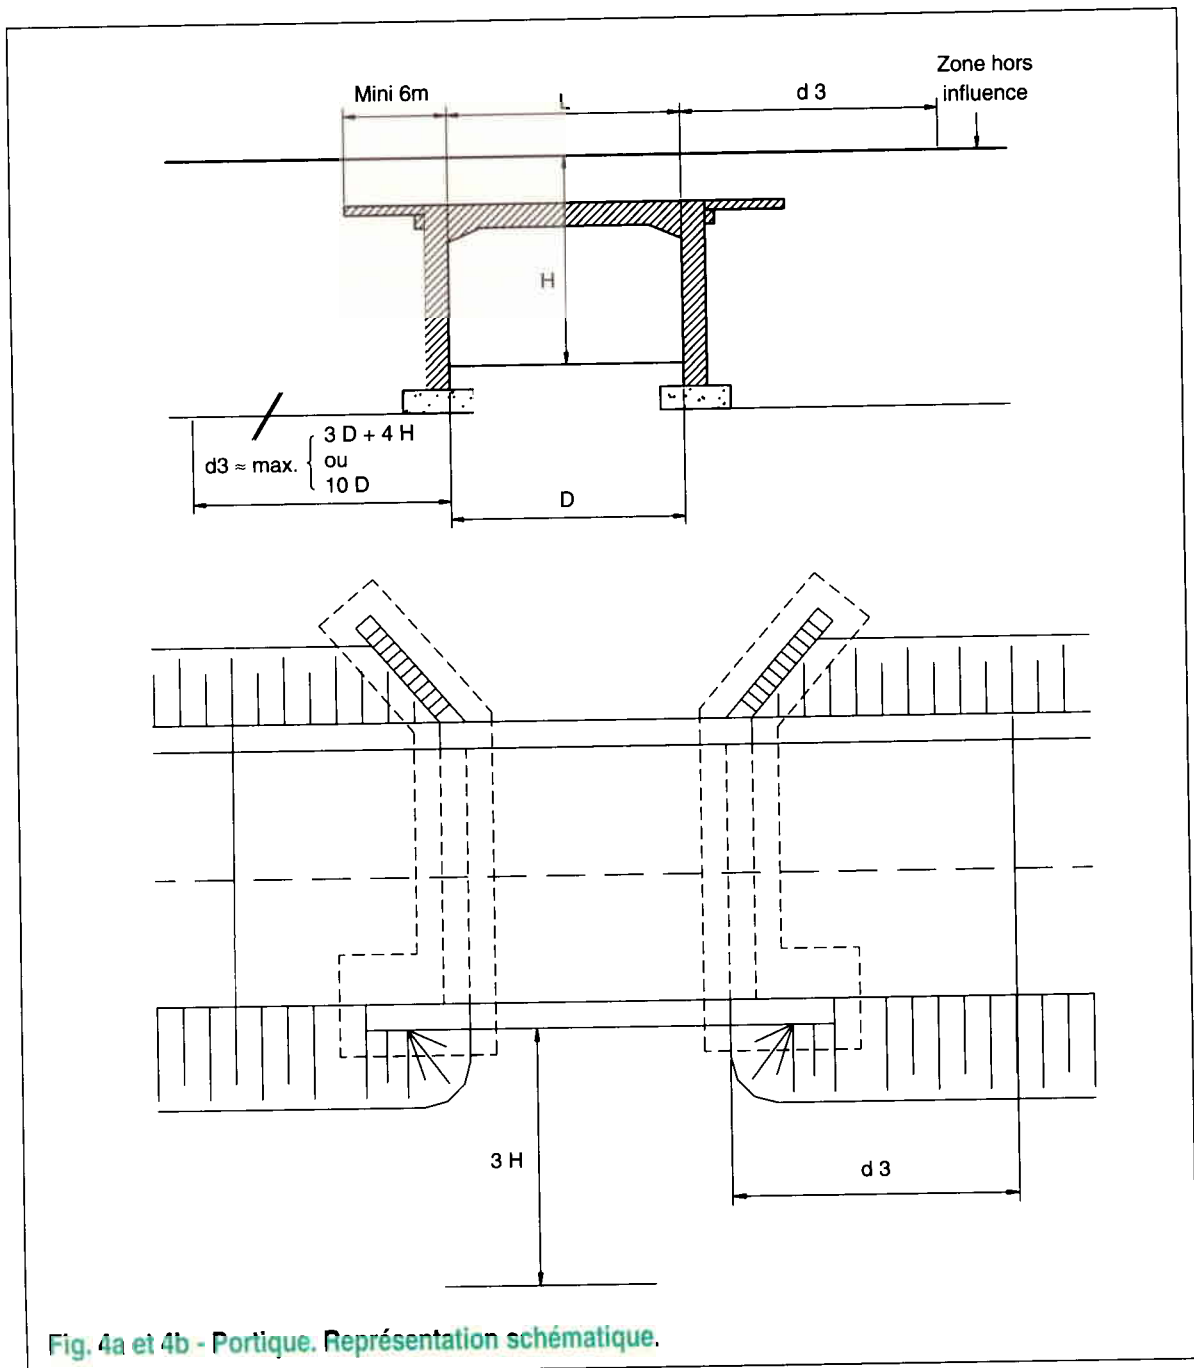 Zone hors
influence
Mini 6m
L
d 3
H
d3 ≈ max. { 3 D + 4 H
ou
10 D
D
3 H
d 3
Fig. 4a et 4b - Portique. Représentation schématique.